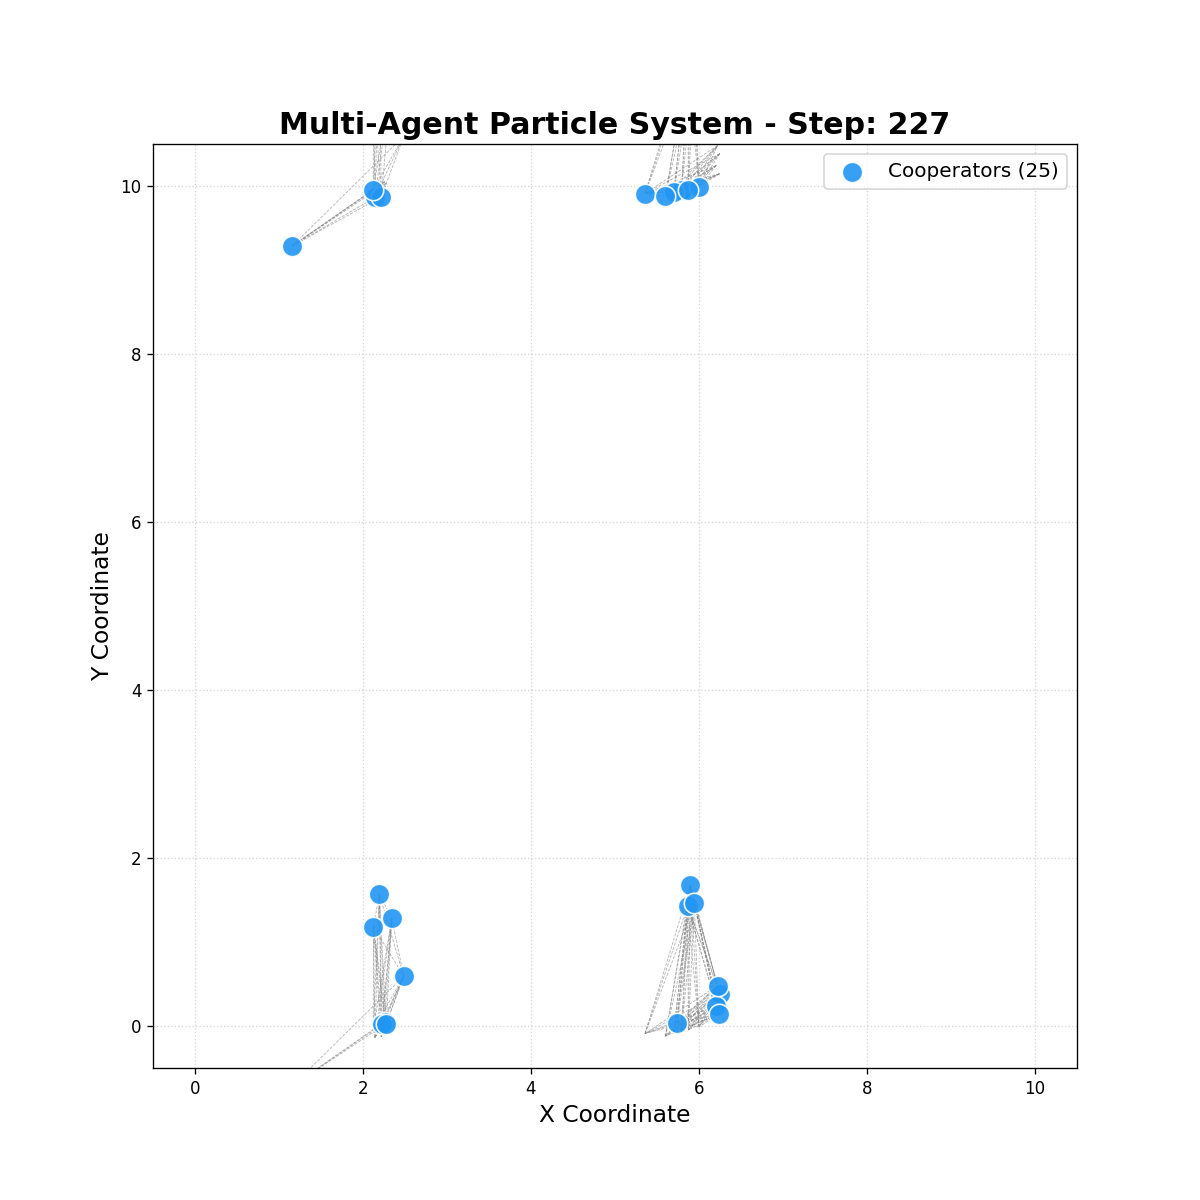 Multi-Agent Particle System - Step: 227
Cooperators (25)
10
8
6
4
2
0
Y Coordinate
0 2 4 6 8 10
X Coordinate